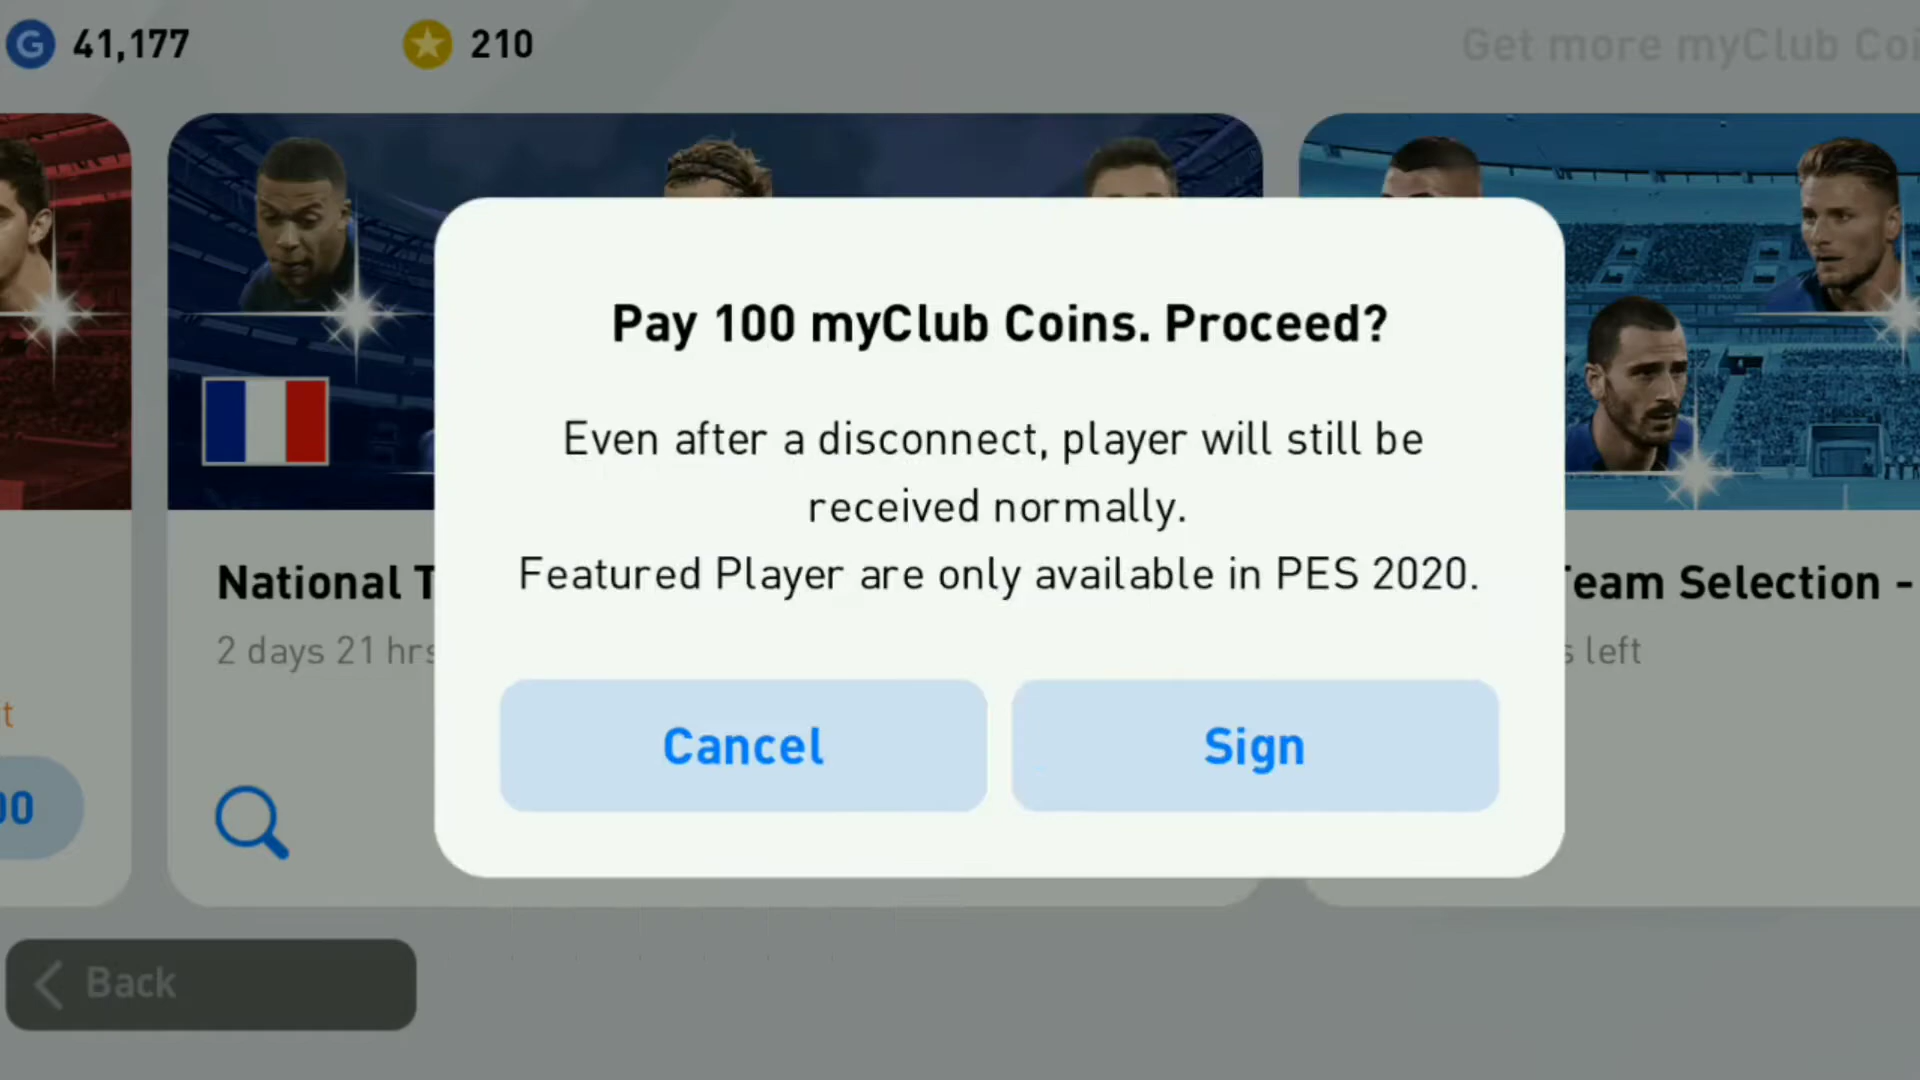 G 41,177
210
Get more myClub Coi
Pay 100 myClub Coins. Proceed?
Even after a disconnect, player will still be
received normally.
Featured Player are only available in PES 2020.
National T
eam Selection -
2 days 21 hrs
s left
t
00
Cancel
Sign
Back